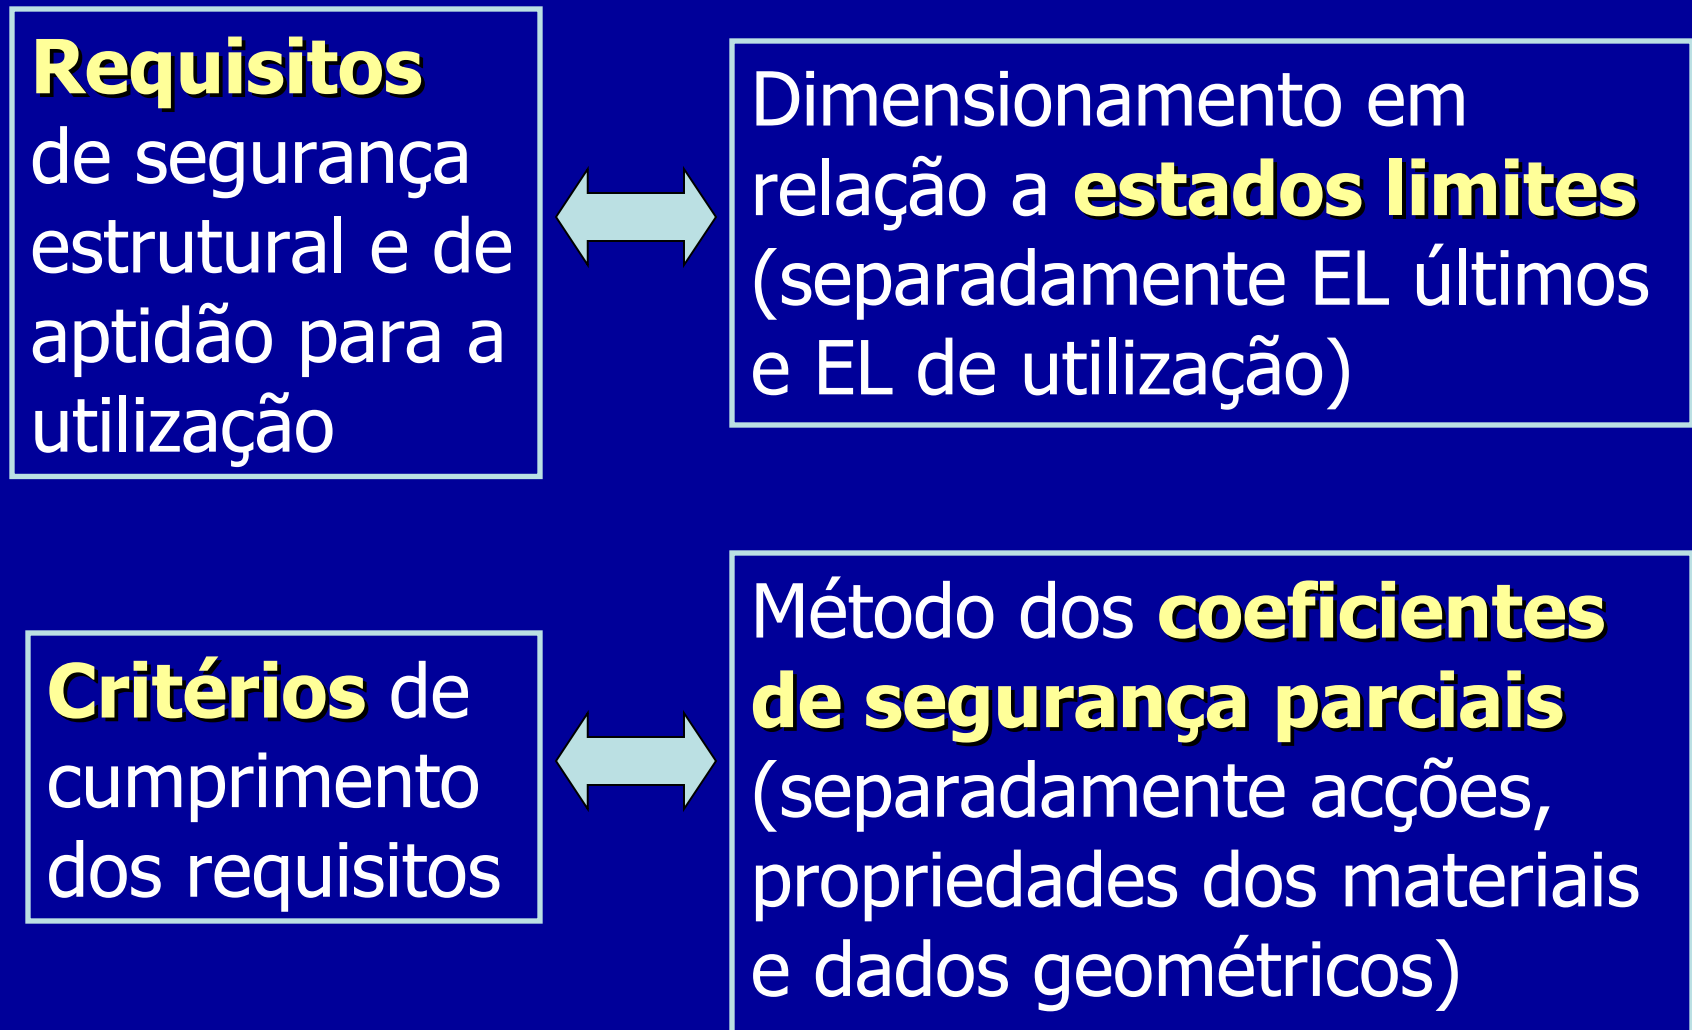 Requisitos
de segurança
estrutural e de
aptidão para a
utilização
Dimensionamento em
relação a estados limites
(separadamente EL últimos
e EL de utilização)
Critérios de
cumprimento
dos requisitos
Método dos coeficientes
de segurança parciais
(separadamente acções,
propriedades dos materiais
e dados geométricos)